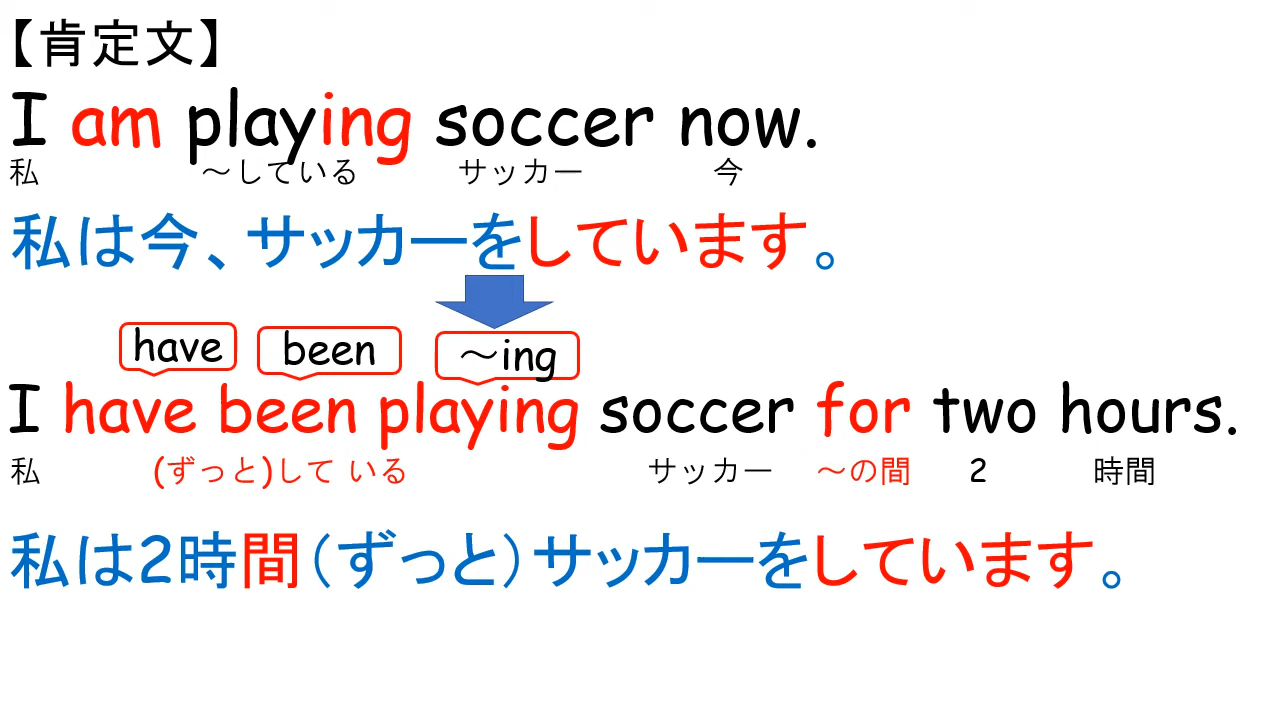 【肯定文】
I am playing soccer now.
私 ～している サッカー 今
私は今、サッカーをしています。
have been ～ing
I have been playing soccer for two hours.
私 (ずっと)して いる サッカー ～の間 2 時間
私は2時間（ずっと）サッカーをしています。